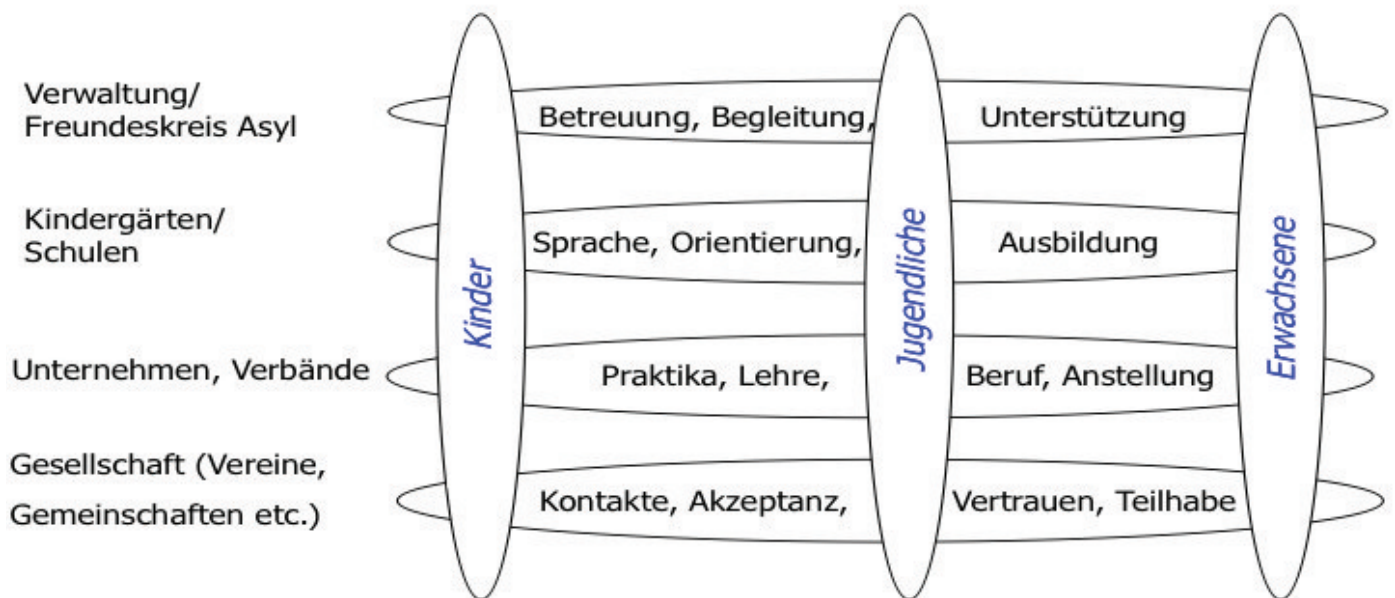 Verwaltung/
Freundeskreis Asyl
Betreuung, Begleitung,
Unterstützung
Kindergärten/
Schulen
Sprache, Orientierung,
Ausbildung
Kinder
Jugendliche
Erwachsene
Unternehmen, Verbände
Praktika, Lehre,
Beruf, Anstellung
Gesellschaft (Vereine,
Gemeinschaften etc.)
Kontakte, Akzeptanz,
Vertrauen, Teilhabe